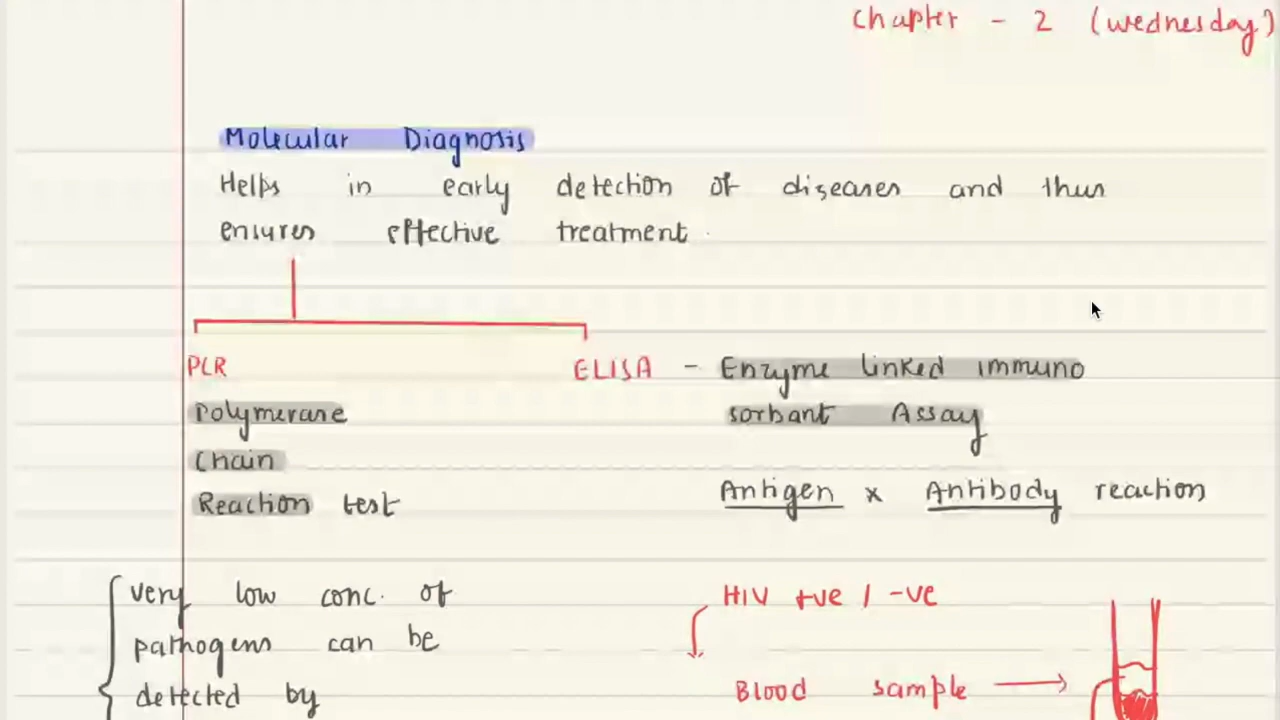 Chapter - 2 (wednesday)
Molecular Diagnosis
Helps in early detection of diseases and thus
ensures effective treatment.
PCR
ELISA - Enzyme linked immuno
sorbant Assay
Polymerase
Chain
Reaction test
Antigen x Antibody reaction
very low conc. of
pathogens can be
detected by
HIV +ve / -ve
Blood sample →